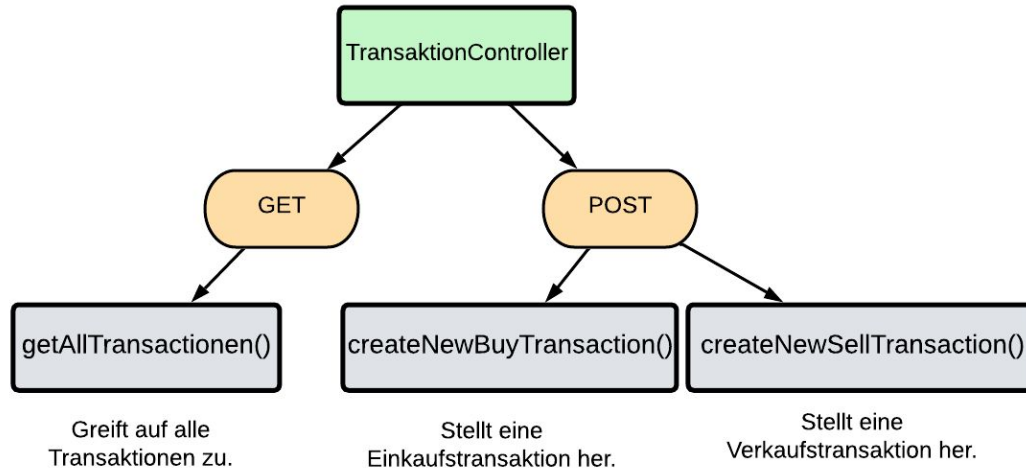 TransaktionController
GET
POST
getAllTransactionen()
createNewBuyTransaction()
createNewSellTransaction()
Greift auf alle
Transaktionen zu.
Stellt eine
Einkaufstransaktion her.
Stellt eine
Verkaufstransaktion her.